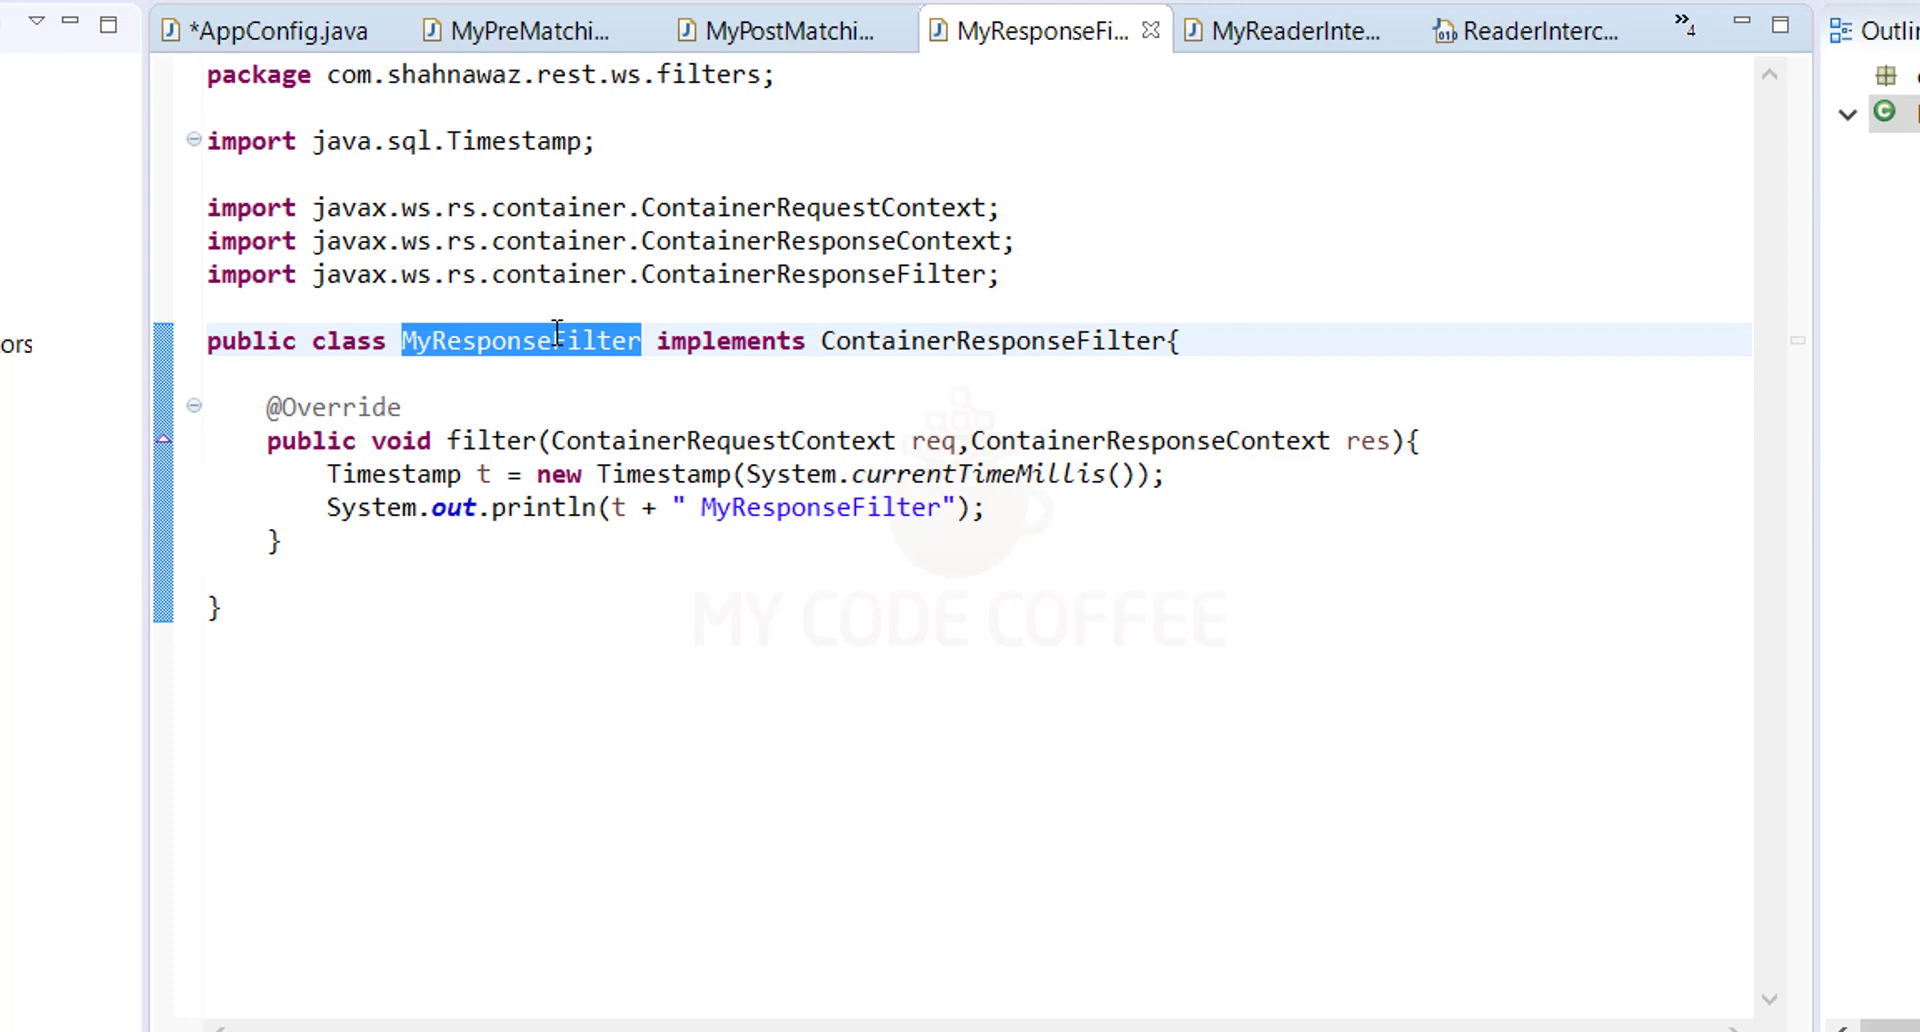 *AppConfig.java MyPreMatchi... MyPostMatchi... MyResponseFi... MyReaderInte... ReaderInterc... »4 Outlin
package com.shahnawaz.rest.ws.filters;
import java.sql.Timestamp;
import javax.ws.rs.container.ContainerRequestContext;
import javax.ws.rs.container.ContainerResponseContext;
import javax.ws.rs.container.ContainerResponseFilter;
ors
public class MyResponseFilter implements ContainerResponseFilter{
@Override
public void filter(ContainerRequestContext req,ContainerResponseContext res){
Timestamp t = new Timestamp(System.currentTimeMillis());
System.out.println(t + " MyResponseFilter");
}
}
MY CODE COFFEE